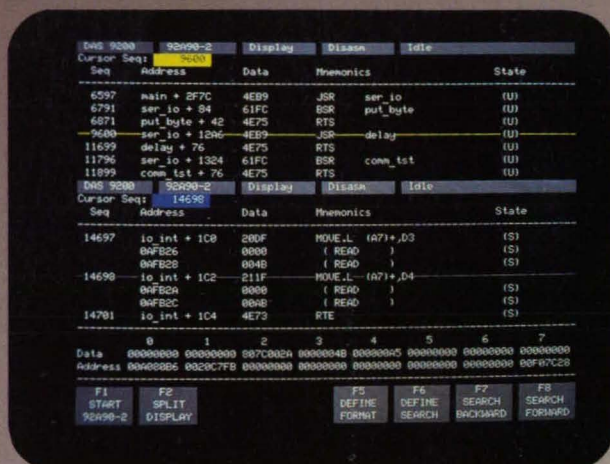 DAS 9200 92A90-2 Display Disasm Idle
Cursor Seq: 9600
Seq Address Data Mnemonics State
6597 main + 2F7C 4EB9 JSR ser_io (U)
6791 ser_io + 84 61FC BSR put_byte (U)
6871 put_byte + 42 4E75 RTS (U)
9600 ser_io + 12A6 4EB9 JSR delay (U)
11699 delay + 76 4E75 RTS (U)
11796 ser_io + 1324 61FC BSR comm_tst (U)
11899 comm_tst + 76 4E75 RTS (U)
DAS 9200 92A90-2 Display Disasm Idle
Cursor Seq: 14698
Seq Address Data Mnemonics State
14697 io_int + 1C0 20DF MOVE.L (A7)+,D3 (S)
0AFB26 0000 ( READ ) (S)
0AFB28 004B ( READ ) (S)
14698 io_int + 1C2 211F MOVE.L (A7)+,D4 (S)
0AFB2A 0000 ( READ ) (S)
0AFB2C 00AB ( READ ) (S)
14701 io_int + 1C4 4E73 RTE (S)
0 1 2 3 4 5 6 7
Data 00000000 00000000 807C002A 0000004B 000000A5 00000000 00000000 00000000
Address 00A080B6 0020C7FB 00000000 00000000 00000000 00000000 00000000 00F07C28
F1 F2 F5 F6 F7 F8
START SPLIT DEFINE DEFINE SEARCH SEARCH
92A90-2 DISPLAY FORMAT SEARCH BACKWARD FORWARD